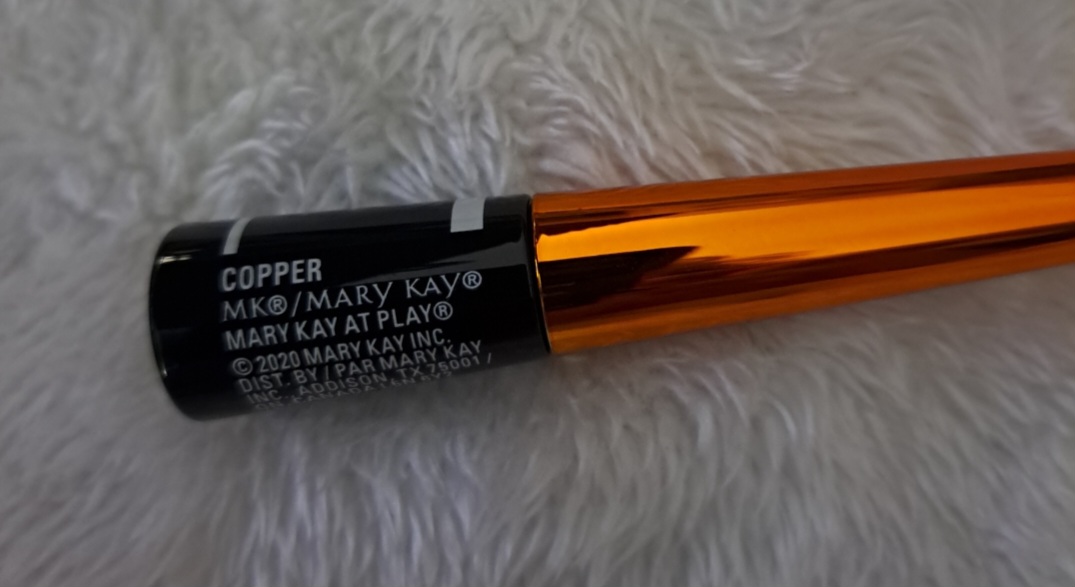 COPPER
MK®/MARY KAY®
MARY KAY AT PLAY®
© 2020 MARY KAY INC.
DIST. BY / PAR MARY KAY
INC., ADDISON, TX 75001 /